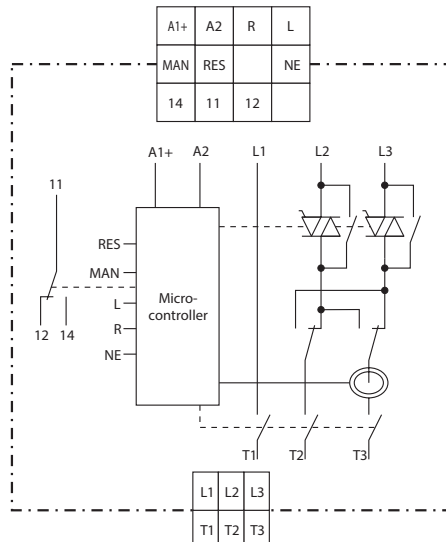 A1+ A2 R L
MAN RES NE
14 11 12
A1+ A2 L1 L2 L3
11
RES
MAN
L
R
NE
Micro-
controller
12 14
T1 T2 T3
L1 L2 L3
T1 T2 T3